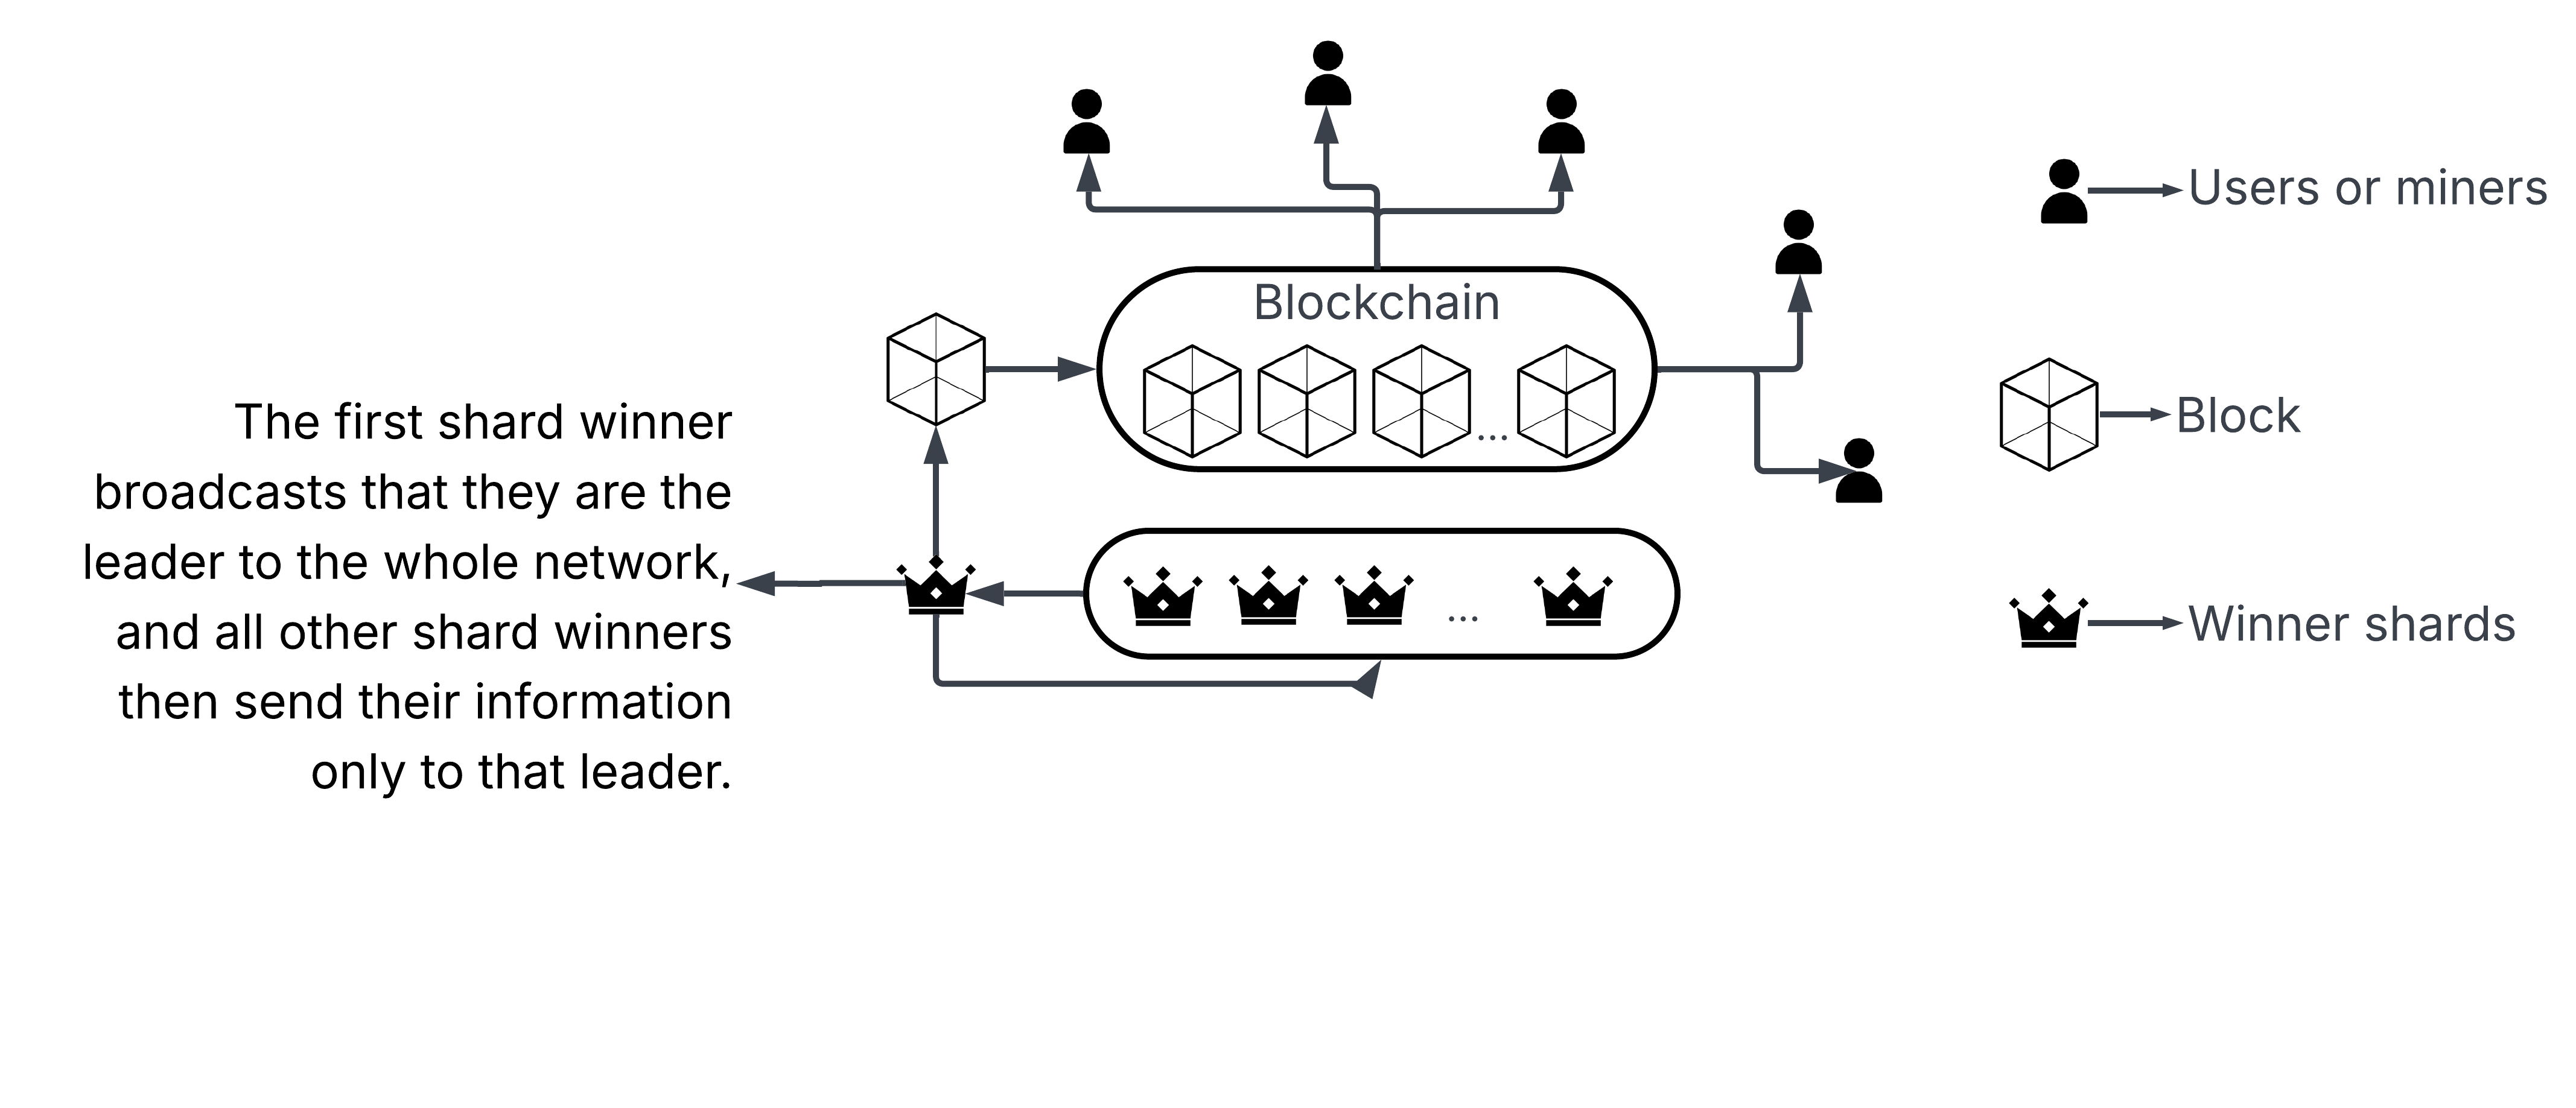 Blockchain
...
The first shard winner
broadcasts that they are the
leader to the whole network,
and all other shard winners
then send their information
only to that leader.
...
Users or miners
Block
Winner shards